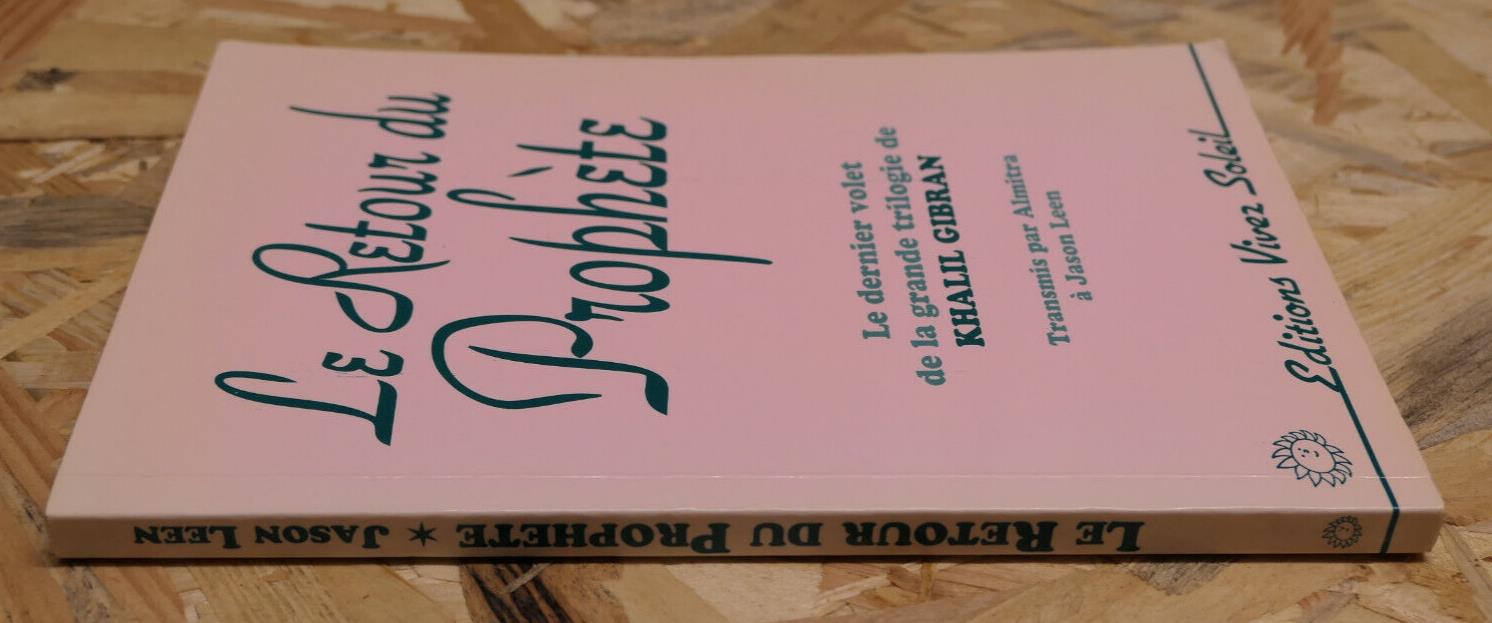 Le Retour du
Prophète
Le dernier volet
de la grande trilogie de
KHALIL GIBRAN
Transmis par Almitra
à Jason Leen
Editions Vivez Soleil
LE RETOUR DU PROPHETE ✶ JASON LEEN